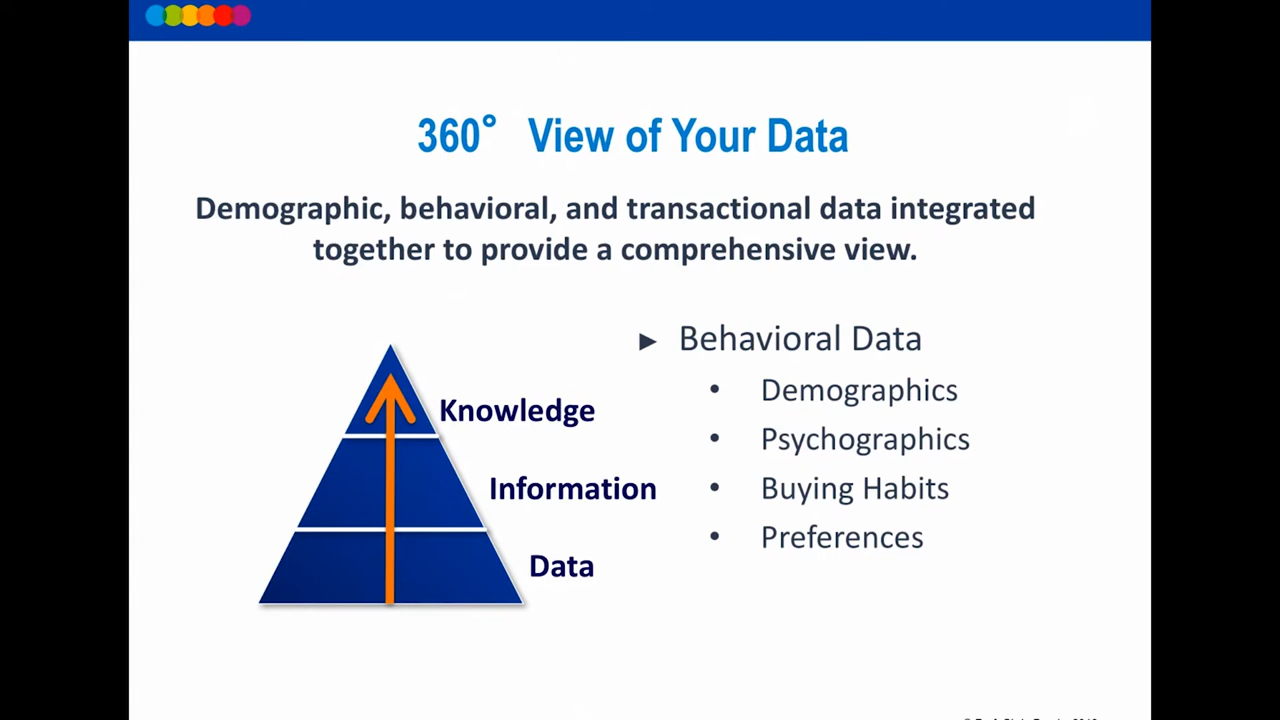 360° View of Your Data
Demographic, behavioral, and transactional data integrated
together to provide a comprehensive view.
► Behavioral Data
• Demographics
• Psychographics
• Buying Habits
• Preferences
Knowledge
Information
Data